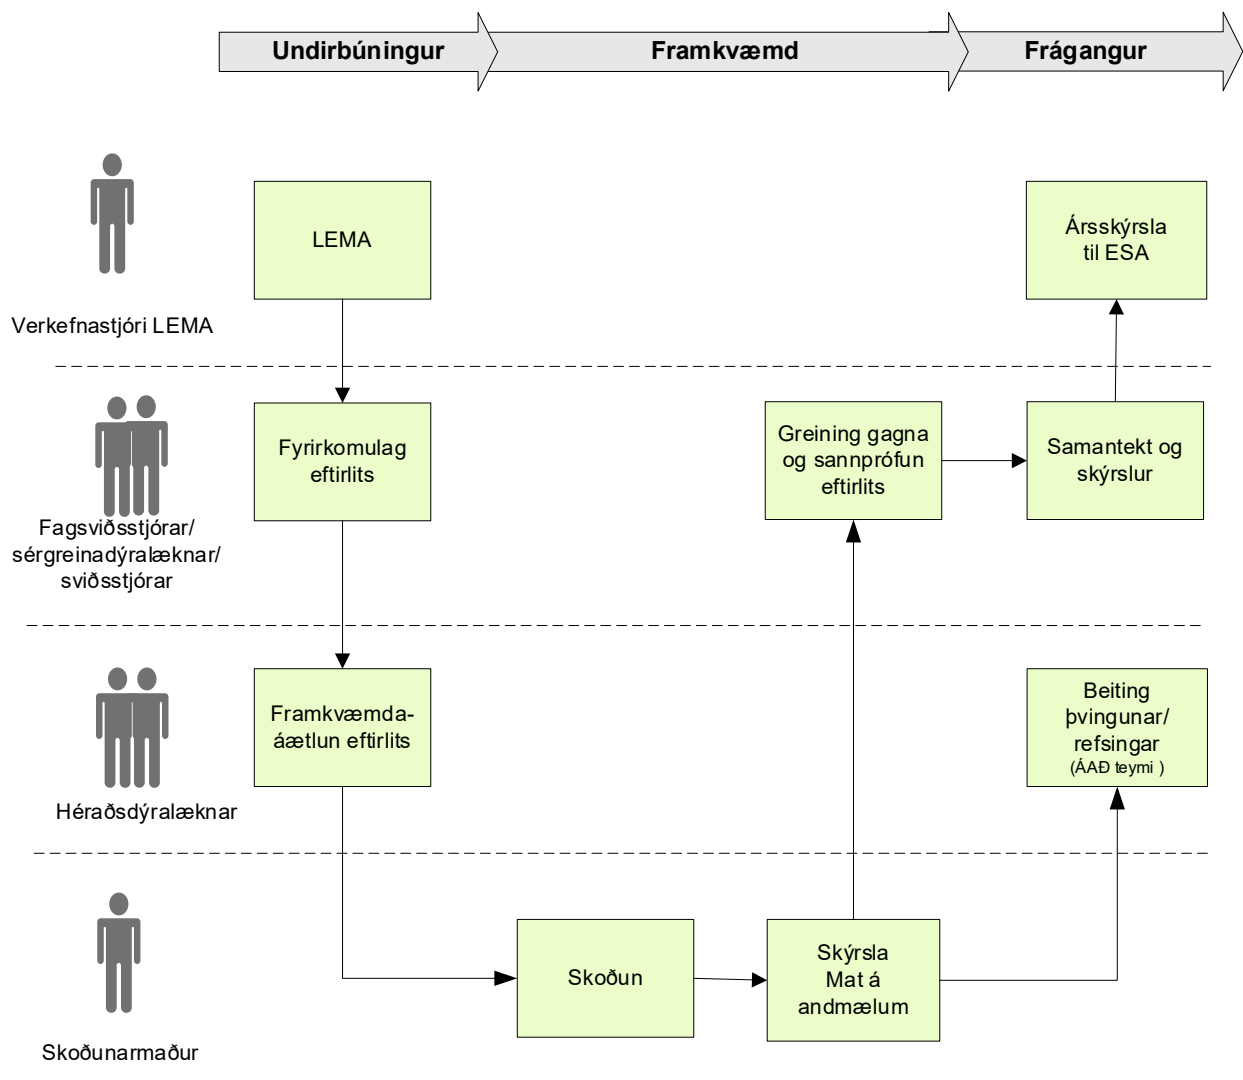 Undirbúningur
Framkvæmd
Frágangur
LEMA
Ársskýrsla
til ESA
Verkefnastjóri LEMA
Fyrirkomulag
eftirlits
Greining gagna
og sannprófun
eftirlits
Samantekt og
skýrslur
Fagsviðsstjórar/
sérgreinadýralæknar/
sviðsstjórar
Framkvæmda-
áætlun eftirlits
Beiting
þvingunar/
refsingar
(ÁAÐ teymi )
Héraðsdýralæknar
Skoðun
Skýrsla
Mat á
andmælum
Skoðunarmaður